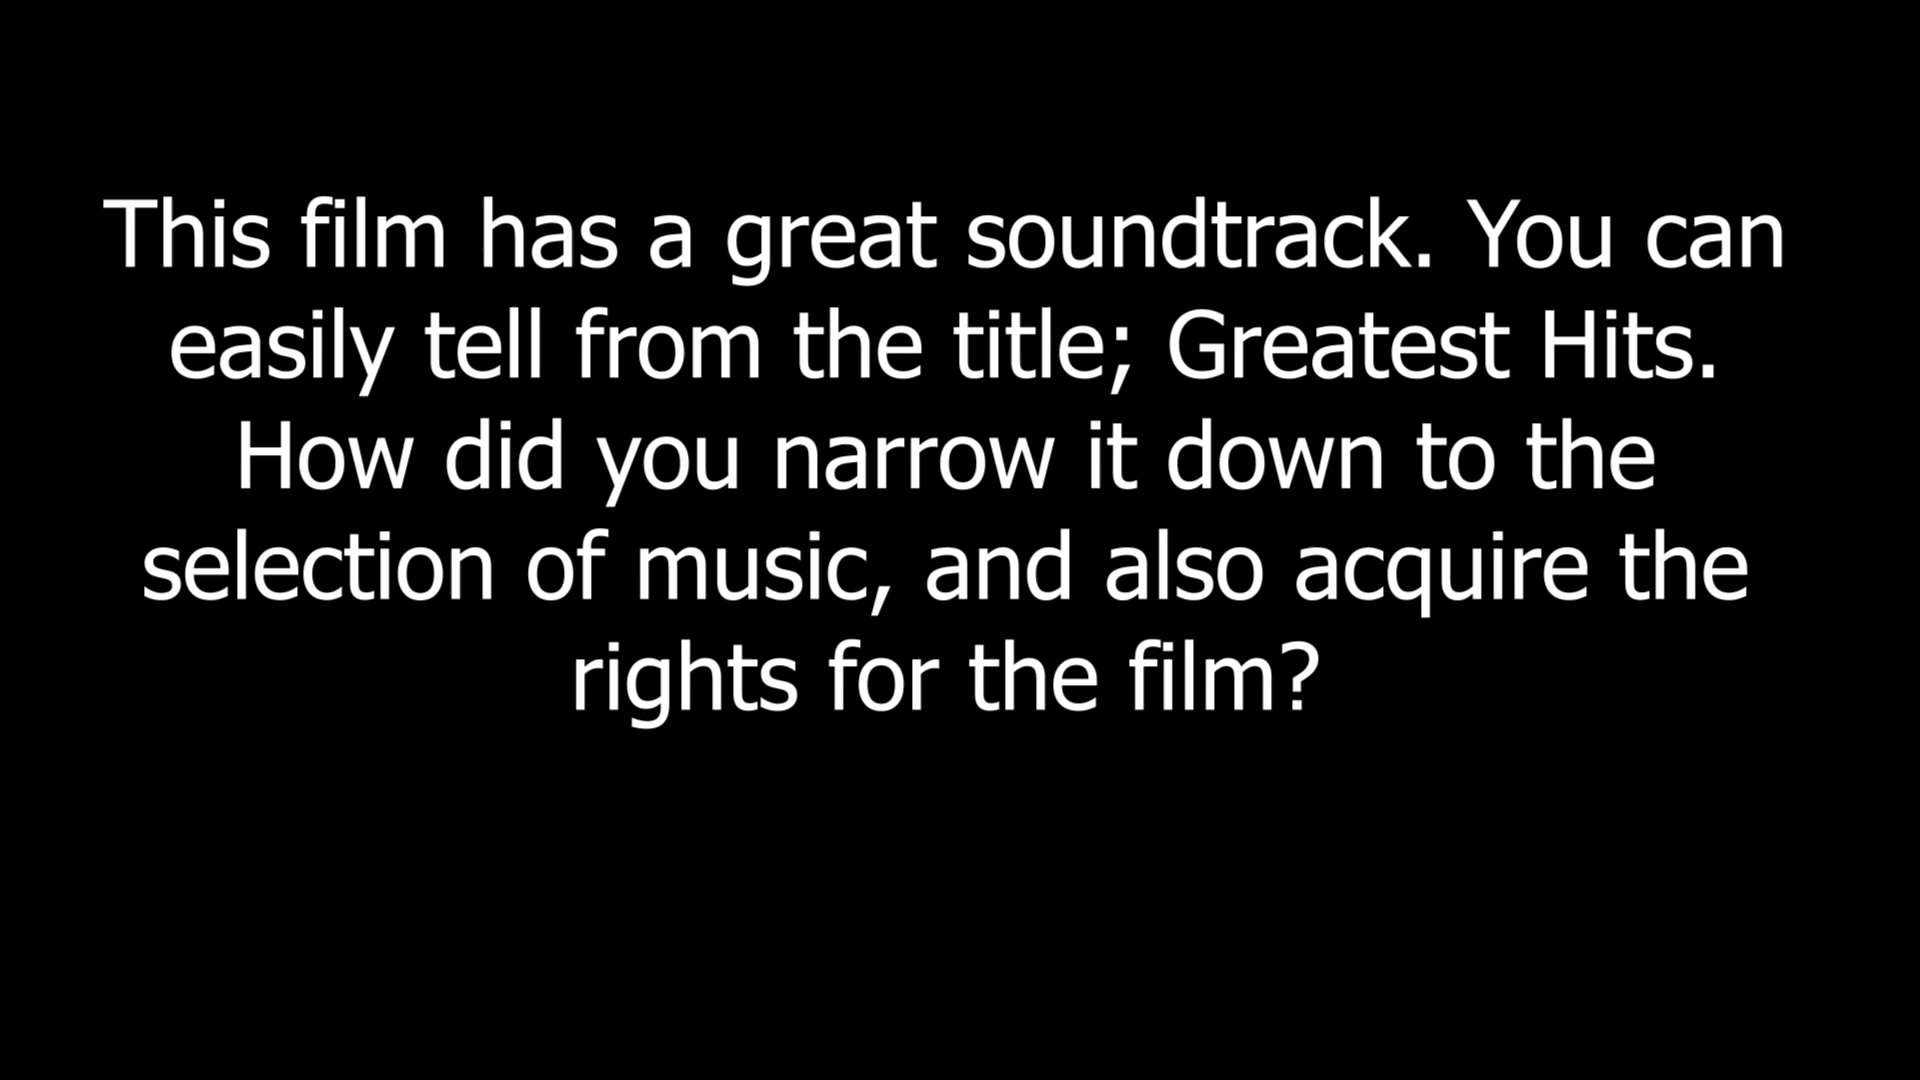 This film has a great soundtrack. You can
easily tell from the title; Greatest Hits.
How did you narrow it down to the
selection of music, and also acquire the
rights for the film?